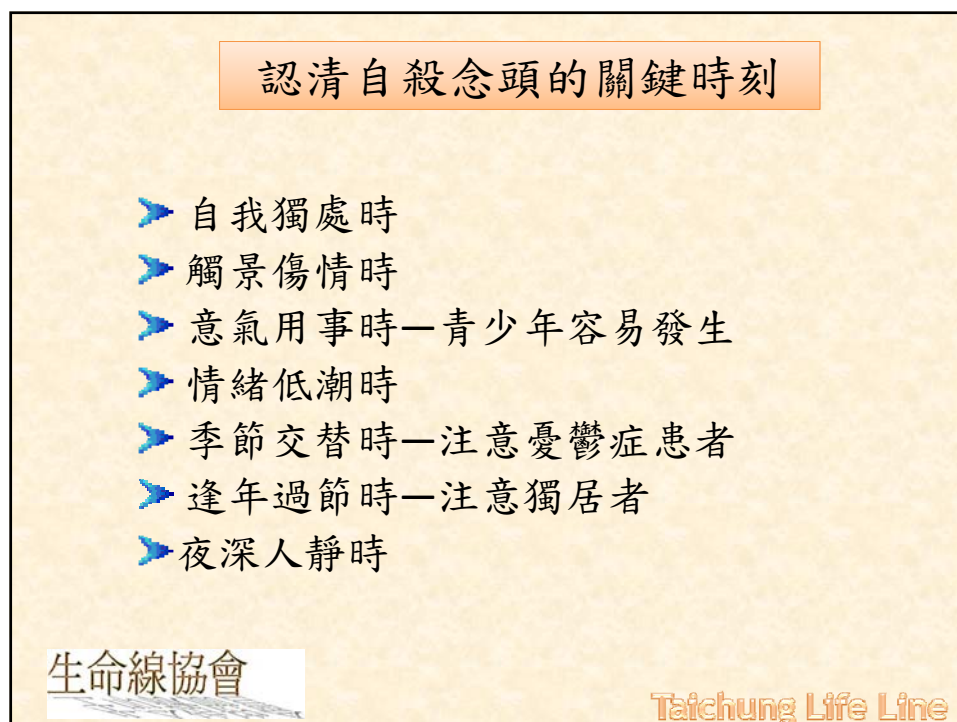 認清自殺念頭的關鍵時刻
自我獨處時
觸景傷情時
意氣用事時—青少年容易發生
情緒低潮時
季節交替時—注意憂鬱症患者
逢年過節時—注意獨居者
夜深人靜時
生命線協會
Taichung Life Line